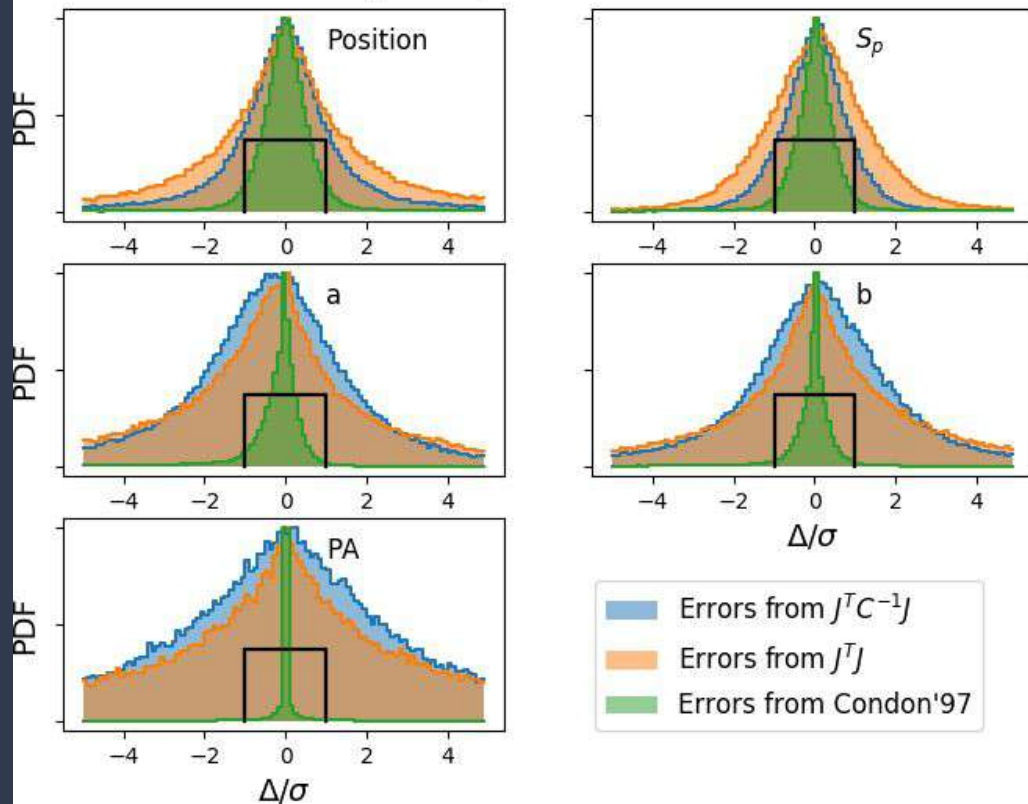 Position
PDF
−4 −2 0 2 4
S_p
−4 −2 0 2 4
a
PDF
−4 −2 0 2 4
b
−4 −2 0 2 4
Δ/σ
PA
PDF
−4 −2 0 2 4
Δ/σ
Errors from J^T C^{-1} J
Errors from J^T J
Errors from Condon'97